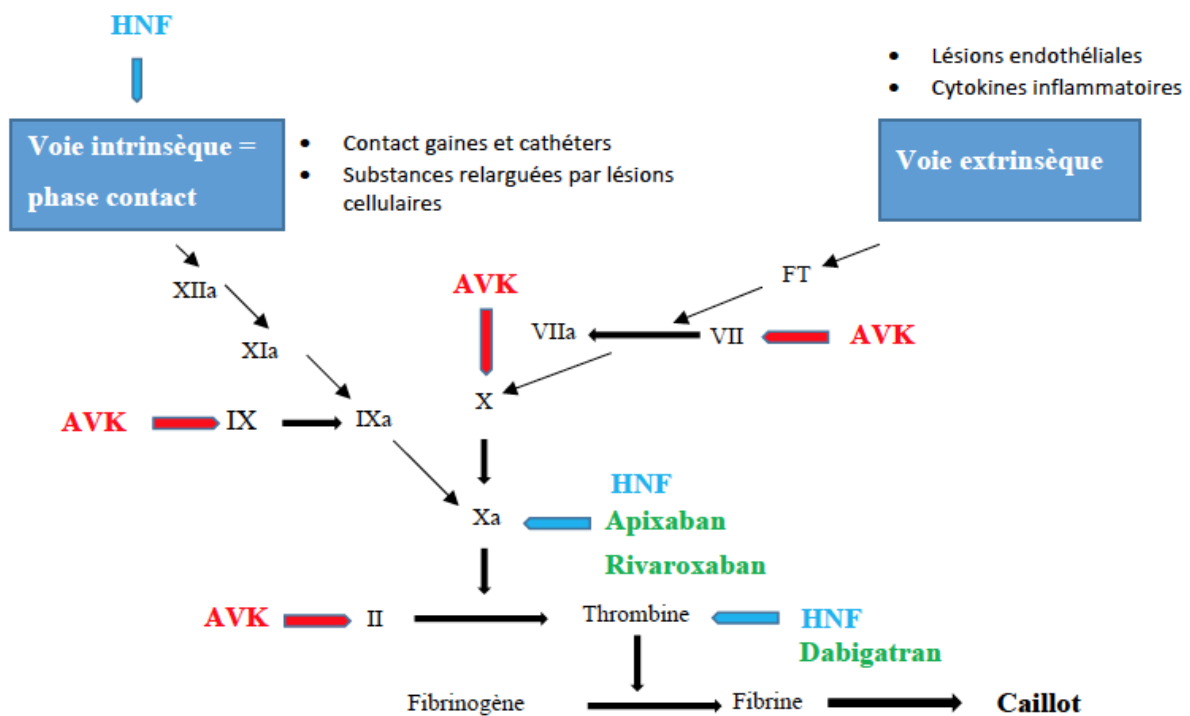 HNF
• Lésions endothéliales
• Cytokines inflammatoires
Voie intrinsèque =
phase contact
• Contact gaines et cathéters
• Substances relarguées par lésions
cellulaires
Voie extrinsèque
XIIa
AVK
FT
XIa
VIIa
VII
AVK
AVK
IX
IXa
X
HNF
Xa
Apixaban
Rivaroxaban
AVK
II
Thrombine
HNF
Dabigatran
Fibrinogène
Fibrine
Caillot